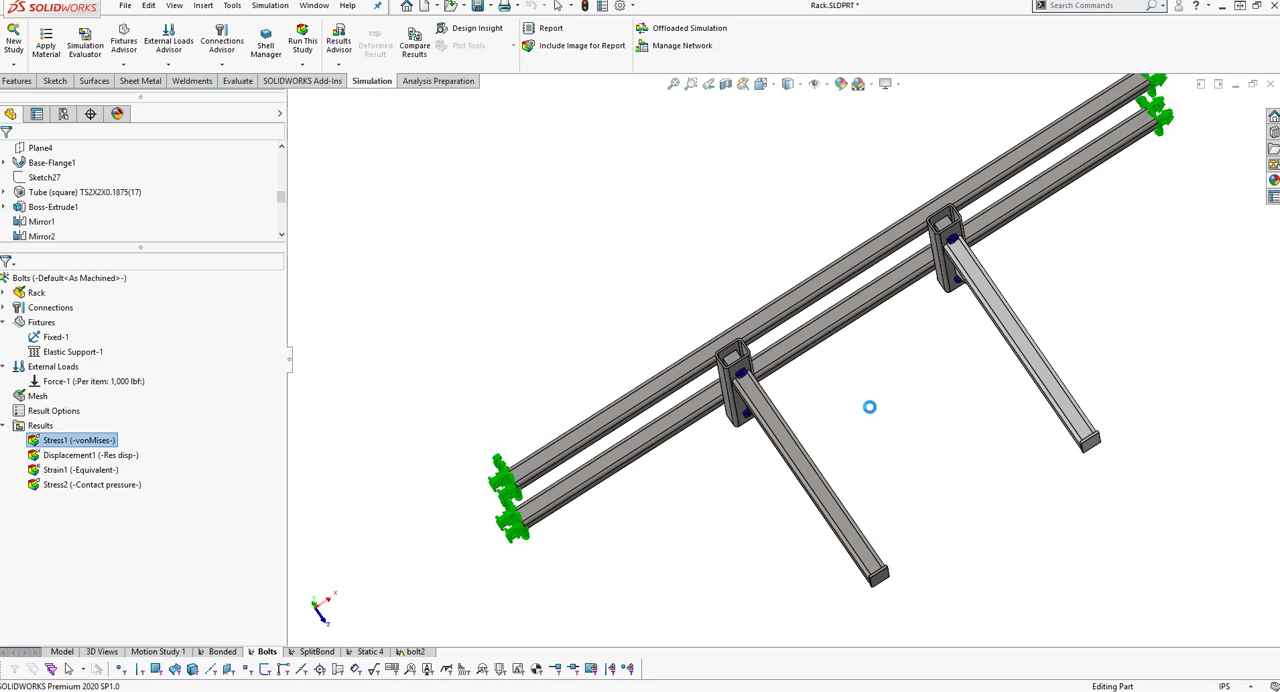 SOLIDWORKS File Edit View Insert Tools Simulation Window Help Rack.SLDPRT * Search Commands
New Study
Apply Material
Simulation Evaluator
Fixtures Advisor
External Loads Advisor
Connections Advisor
Shell Manager
Run This Study
Results Advisor
Deformed Result
Compare Results
Design Insight
Plot Tools
Report
Include Image for Report
Offloaded Simulation
Manage Network
Features Sketch Surfaces Sheet Metal Weldments Evaluate SOLIDWORKS Add-Ins Simulation Analysis Preparation
Plane4
Base-Flange1
Sketch27
Tube (square) TS2X2X0.1875(17)
Boss-Extrude1
Mirror1
Mirror2
Bolts (-Default<As Machined>-)
Rack
Connections
Fixtures
Fixed-1
Elastic Support-1
External Loads
Force-1 (:Per item: 1,000 lbf:)
Mesh
Result Options
Results
Stress1 (-vonMises-)
Displacement1 (-Res disp-)
Strain1 (-Equivalent-)
Stress2 (-Contact pressure-)
X
Y
Z
Model 3D Views Motion Study 1 Bonded Bolts SplitBond Static 4 bolt2
SOLIDWORKS Premium 2020 SP1.0 Editing Part IPS